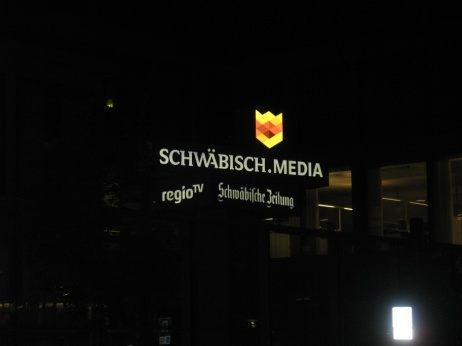 SCHWÄBISCH.MEDIA
regioTV Schwäbische Zeitung